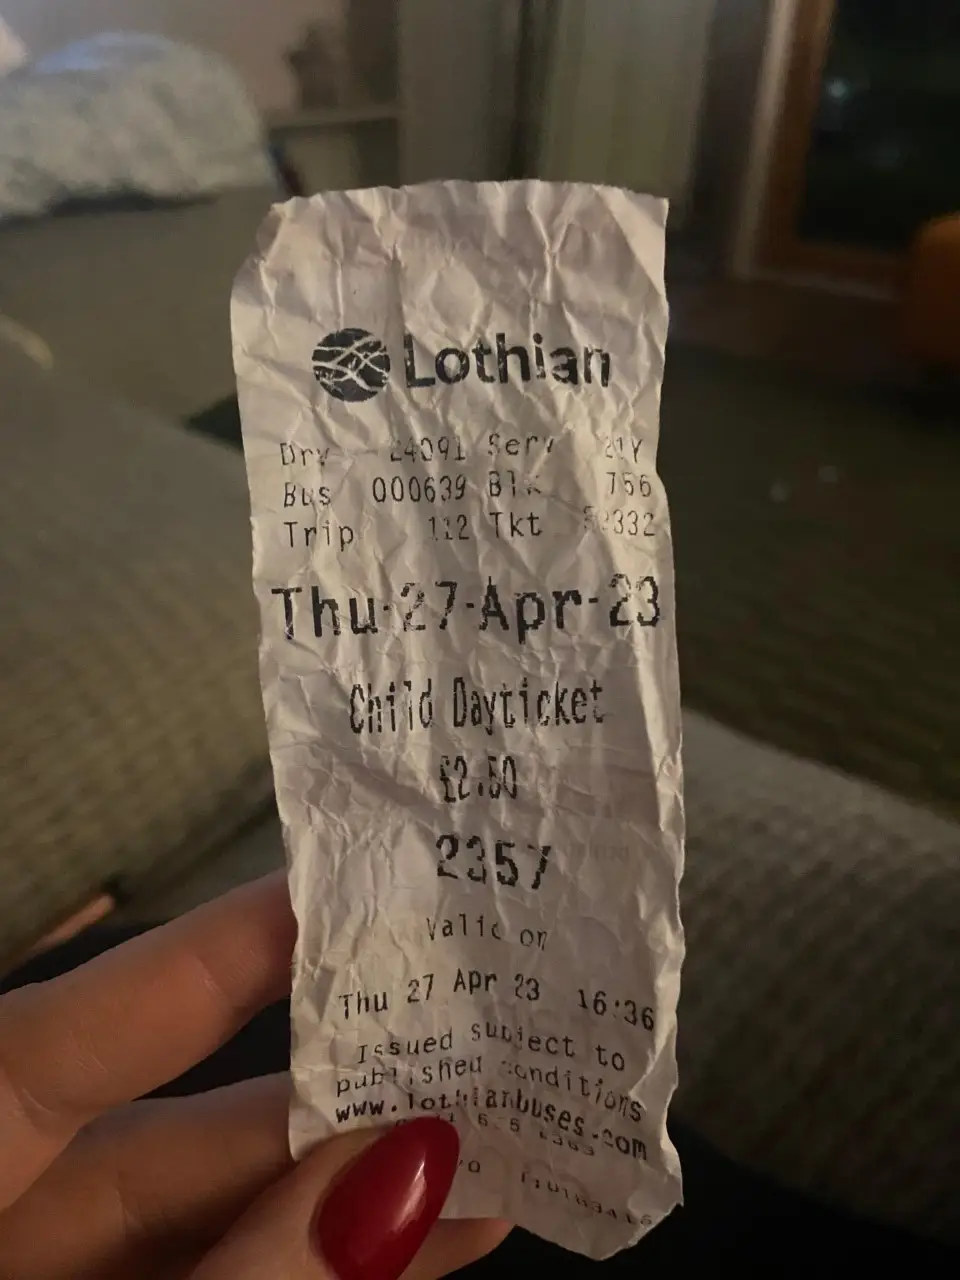 Lothian
Drv 24091 Serv 21Y
Bus 000639 Blk 756
Trip 112 Tkt
Thu-27-Apr-23
Child Dayticket
£2.50
2357
Valid on
Thu 27 Apr 23 16:36
Issued subject to
published conditions
www.lothianbuses.com